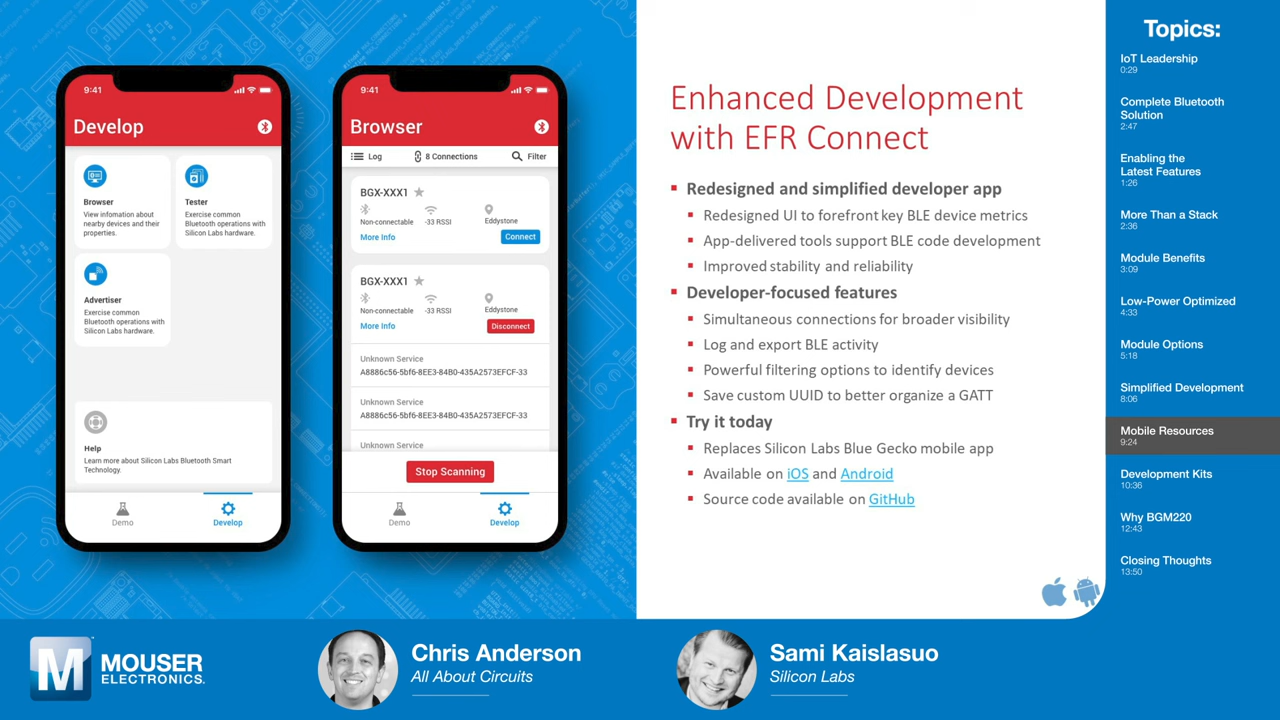 9:41
Develop
Browser
View infomation about
nearby devices and their
properties.
Tester
Exercise common
Bluetooth operations with
Silicon Labs hardware.
Advertiser
Exercise common
Bluetooth operations with
Silicon Labs hardware.
Help
Learn more about Silicon Labs Bluetooth Smart
Technology.
Demo
Develop
9:41
Browser
Log
8 Connections
Filter
BGX-XXX1
Non-connectable
-33 RSSI
Eddystone
More Info
Connect
BGX-XXX1
Non-connectable
-33 RSSI
Eddystone
More Info
Disconnect
Unknown Service
A8886c56-5bf6-8EE3-84B0-435A2573EFCF-33
Unknown Service
A8886c56-5bf6-8EE3-84B0-435A2573EFCF-33
Unknown Service
Stop Scanning
Demo
Develop
Enhanced Development
with EFR Connect
Redesigned and simplified developer app
Redesigned UI to forefront key BLE device metrics
App-delivered tools support BLE code development
Improved stability and reliability
Developer-focused features
Simultaneous connections for broader visibility
Log and export BLE activity
Powerful filtering options to identify devices
Save custom UUID to better organize a GATT
Try it today
Replaces Silicon Labs Blue Gecko mobile app
Available on iOS and Android
Source code available on GitHub
Topics:
IoT Leadership
0:29
Complete Bluetooth
Solution
2:47
Enabling the
Latest Features
1:26
More Than a Stack
2:36
Module Benefits
3:09
Low-Power Optimized
4:33
Module Options
5:18
Simplified Development
8:06
Mobile Resources
9:24
Development Kits
10:36
Why BGM220
12:43
Closing Thoughts
13:50
M
MOUSER
ELECTRONICS.
Chris Anderson
All About Circuits
Sami Kaislasuo
Silicon Labs